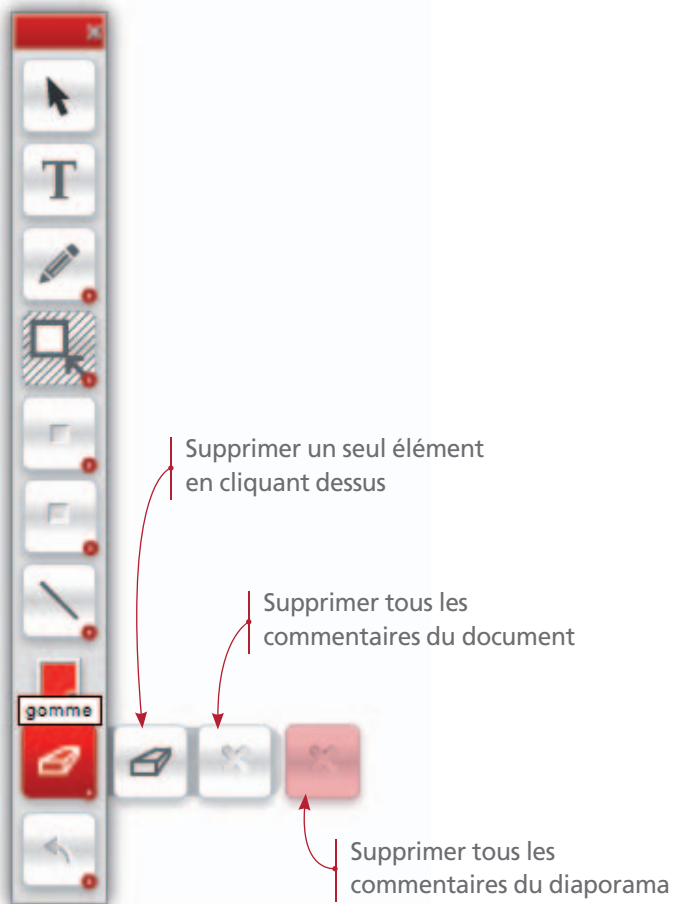 T
Supprimer un seul élément
en cliquant dessus
Supprimer tous les
commentaires du document
gomme
Supprimer tous les
commentaires du diaporama